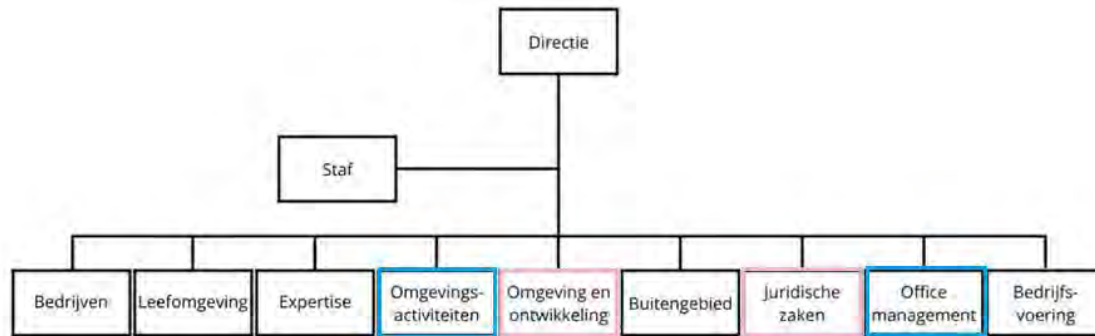 Directie
Staf
Bedrijven
Leefomgeving
Expertise
Omgevings-
activiteiten
Omgeving en
ontwikkeling
Buitengebied
Juridische
zaken
Office
management
Bedrijfs-
voering